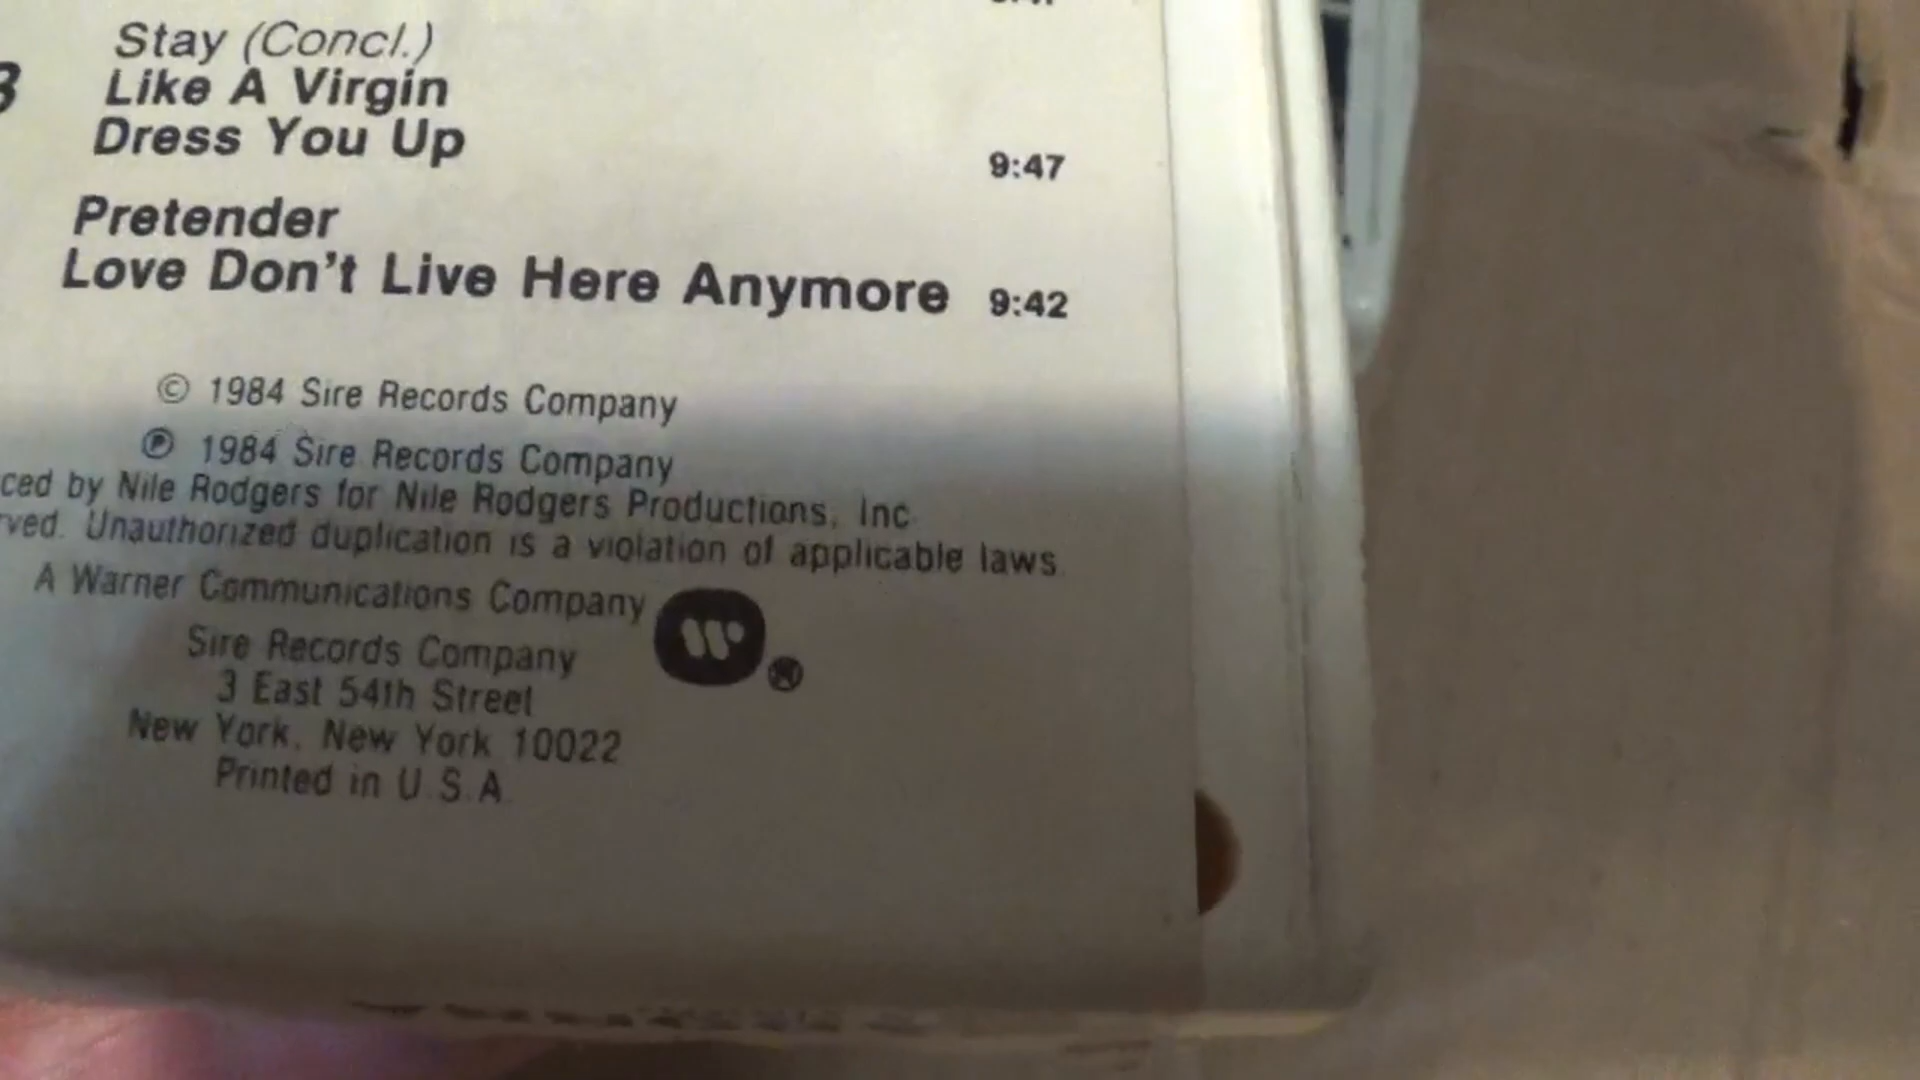 Stay (Concl.)
Like A Virgin
Dress You Up 9:47
Pretender
Love Don't Live Here Anymore 9:42
© 1984 Sire Records Company
℗ 1984 Sire Records Company
ced by Nile Rodgers for Nile Rodgers Productions, Inc
rved. Unauthorized duplication is a violation of applicable laws.
A Warner Communications Company
Sire Records Company
3 East 54th Street
New York, New York 10022
Printed in U.S.A.